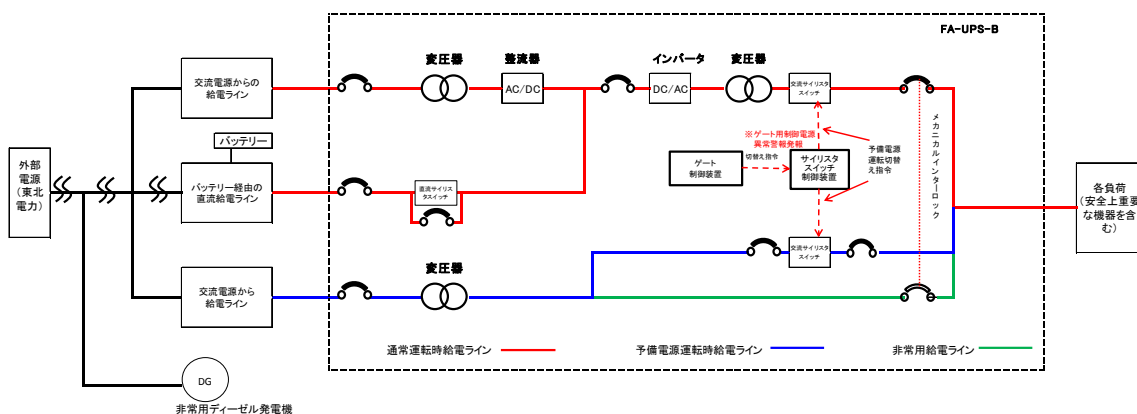 FA-UPS-B
変圧器
整流器
インバータ
変圧器
交流電源からの
給電ライン
AC/DC
DC/AC
交流サイリスタ
スイッチ
バッテリー
※ゲート用制御電源
異常警報発報
切替え指令
予備電源
運転切替
え指令
メカニカルインターロック
外部
電源
(東北
電力)
バッテリー経由の
直流給電ライン
直流サイリス
タスイッチ
ゲート
制御装置
サイリスタ
スイッチ
制御装置
各負荷
(安全上重要
な機器を含
む)
交流サイリスタ
スイッチ
変圧器
交流電源から
給電ライン
通常運転時給電ライン
予備電源運転時給電ライン
非常用給電ライン
DG
非常用ディーゼル発電機